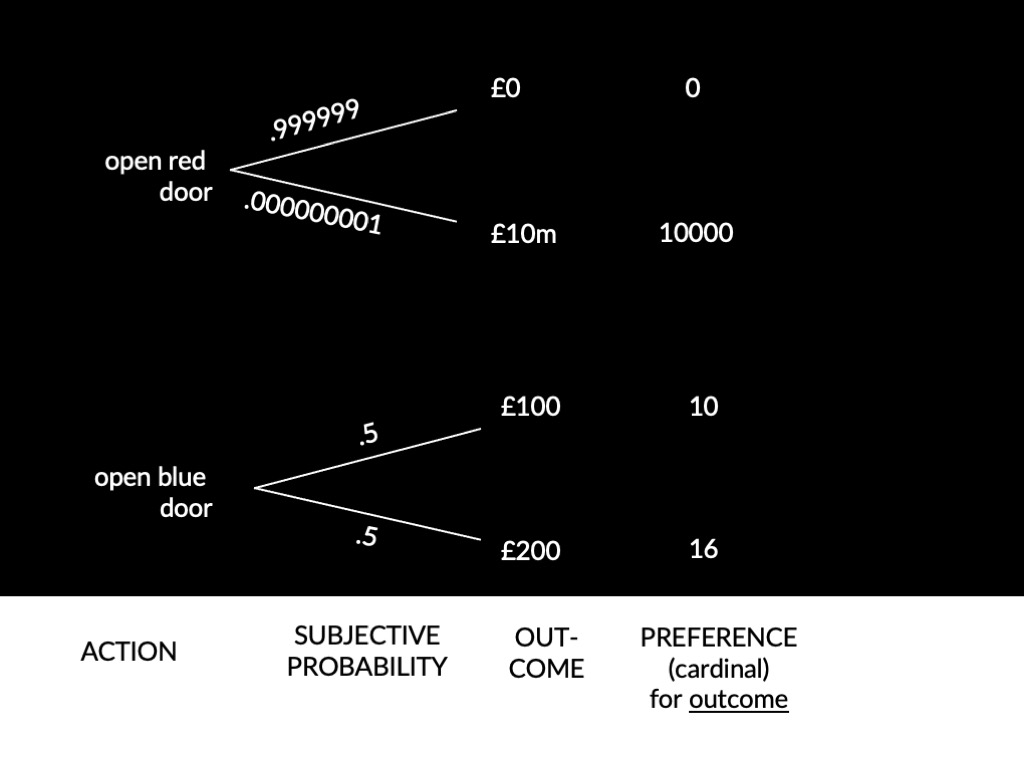 £0
0
.999999
open red
door
.000000001
£10m
10000
£100
10
.5
open blue
door
.5
£200
16
ACTION
SUBJECTIVE
PROBABILITY
OUT-
COME
PREFERENCE
(cardinal)
for outcome